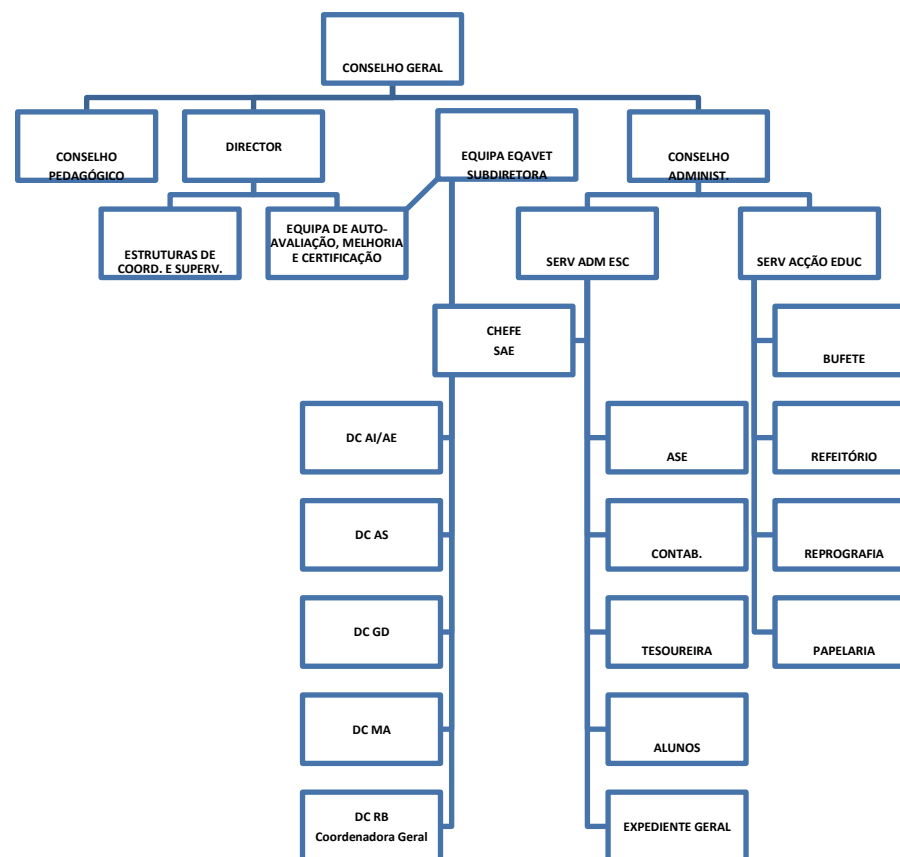 CONSELHO GERAL
CONSELHO
PEDAGÓGICO
DIRECTOR
EQUIPA EQAVET
SUBDIRETORA
CONSELHO
ADMINIST.
ESTRUTURAS DE
COORD. E SUPERV.
EQUIPA DE AUTO-
AVALIAÇÃO, MELHORIA
E CERTIFICAÇÃO
SERV ADM ESC
SERV ACÇÃO EDUC
CHEFE
SAE
BUFETE
DC AI/AE
ASE
REFEITÓRIO
DC AS
CONTAB.
REPROGRAFIA
DC GD
TESOUREIRA
PAPELARIA
DC MA
ALUNOS
DC RB
Coordenadora Geral
EXPEDIENTE GERAL